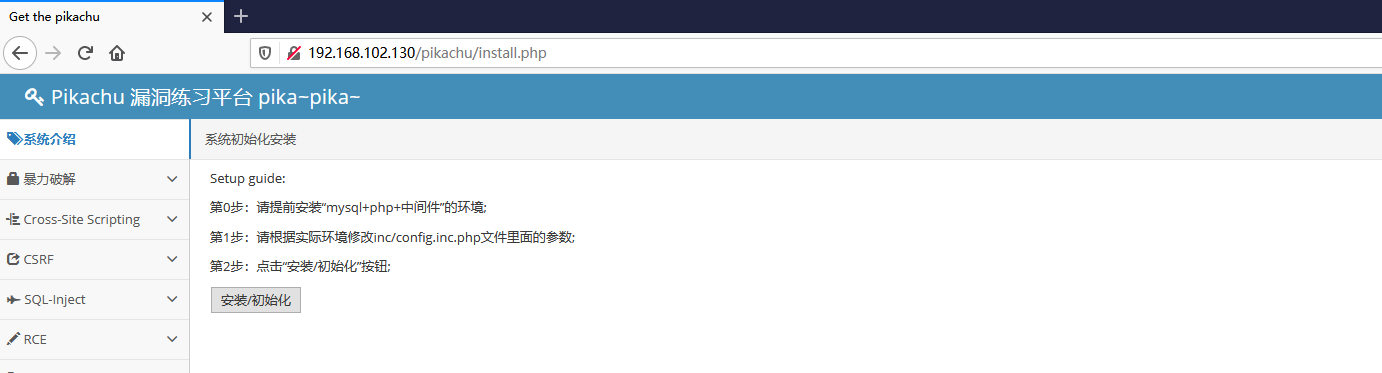 Get the pikachu
192.168.102.130/pikachu/install.php
Pikachu 漏洞练习平台 pika~pika~
系统介绍
系统初始化安装
暴力破解
Cross-Site Scripting
CSRF
SQL-Inject
RCE
Setup guide:
第0步：请提前安装“mysql+php+中间件”的环境;
第1步：请根据实际环境修改inc/config.inc.php文件里面的参数;
第2步：点击“安装/初始化”按钮;
安装/初始化